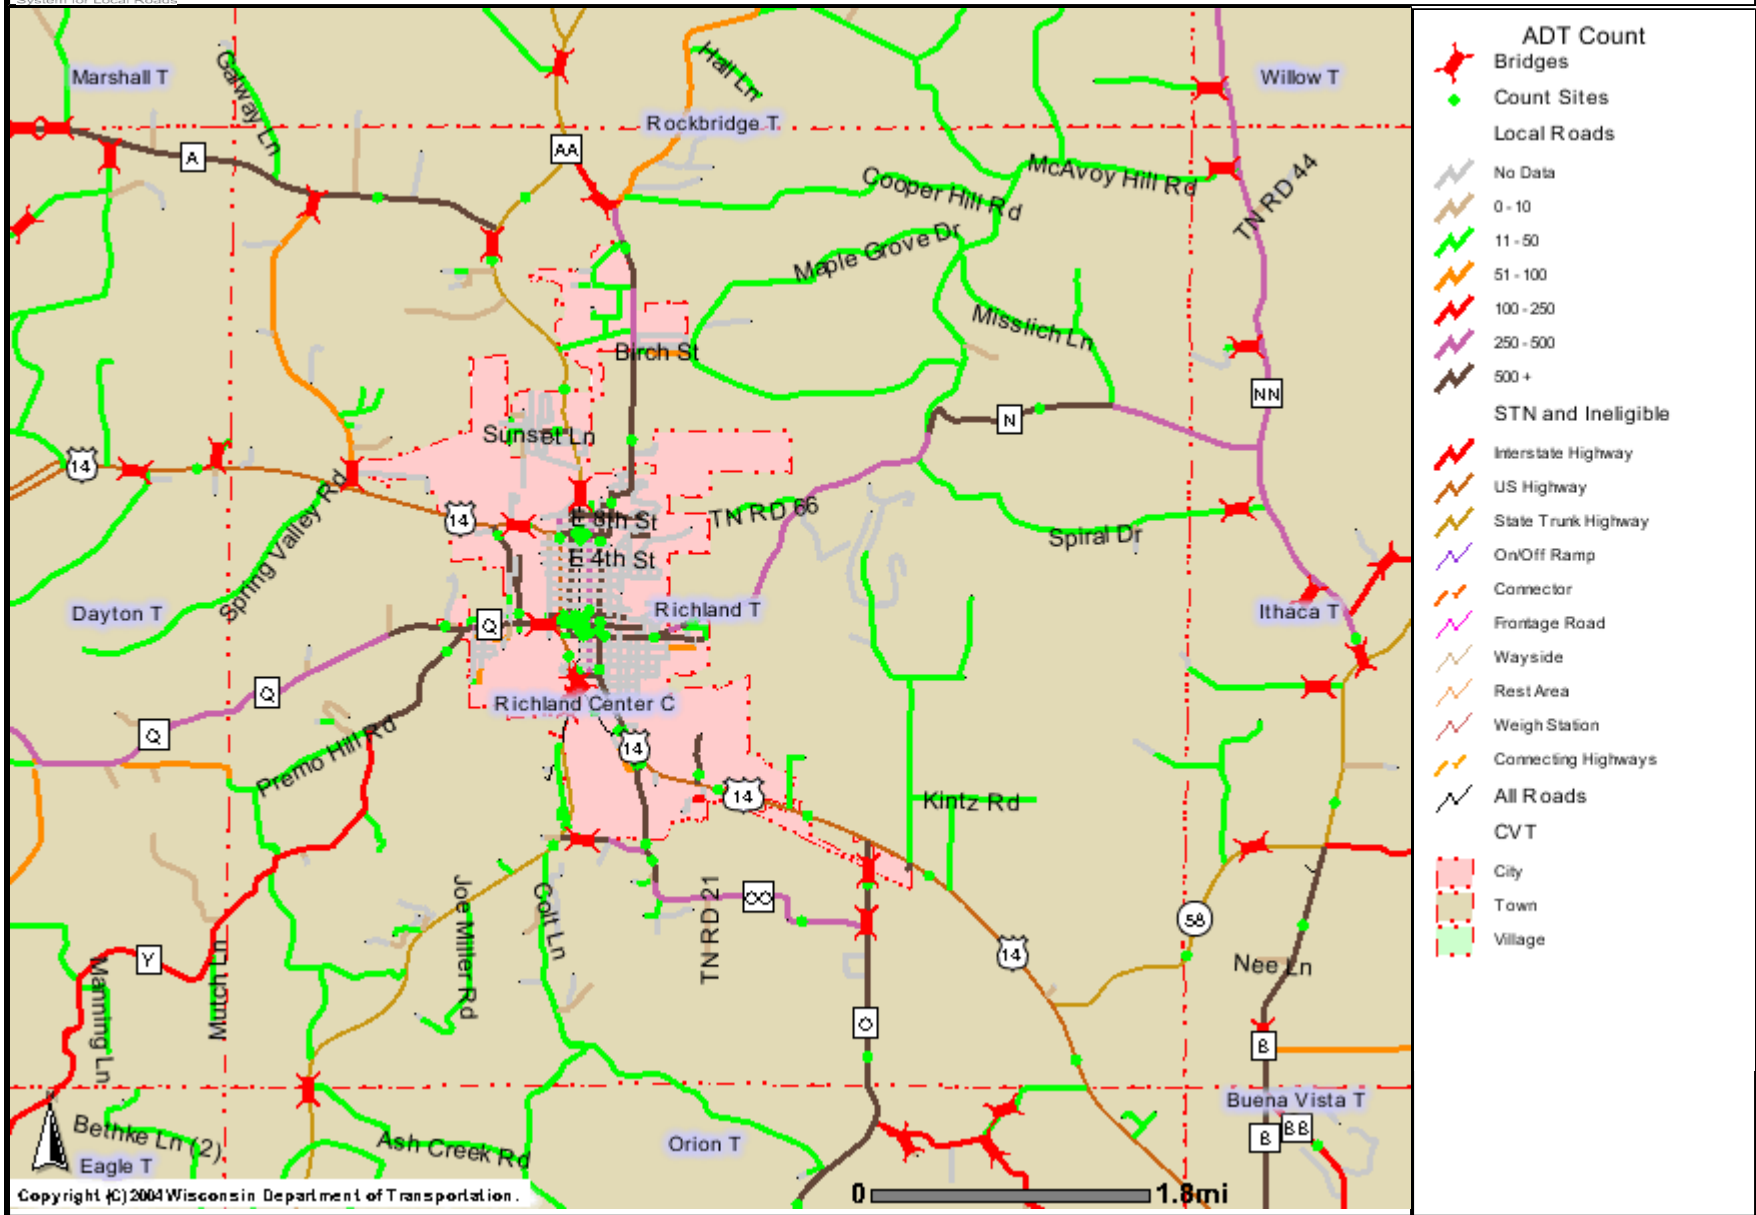 System for Local Roads
Marshall T
Galway Ln
Hall Ln
Willow T
Rockbridge T
A
AA
McAvoy Hill Rd
Cooper Hill Rd
TN RD 44
Maple Grove Dr
Misslich Ln
Birch St
NN
N
Sunset Ln
14
14
TN RD 66
E 8th St
Spiral Dr
E 4th St
Spring Valley Rd
Dayton T
Richland T
Ithaca T
Q
Q
Q
Richland Center C
Premo Hill Rd
14
14
Kintz Rd
Joe Miller Rd
Colt Ln
TN RD 21
OO
58
14
Nee Ln
Y
Manning Ln
Mutch Ln
O
B
Buena Vista T
B
BB
Bethke Ln (2)
Eagle T
Ash Creek Rd
Orion T
Copyright (C) 2004 Wisconsin Department of Transportation.
0 1.8mi
ADT Count
Bridges
Count Sites
Local Roads
No Data
0 - 10
11 - 50
51 - 100
100 - 250
250 - 500
500 +
STN and Ineligible
Interstate Highway
US Highway
State Trunk Highway
On/Off Ramp
Connector
Frontage Road
Wayside
Rest Area
Weigh Station
Connecting Highways
All Roads
CVT
City
Town
Village